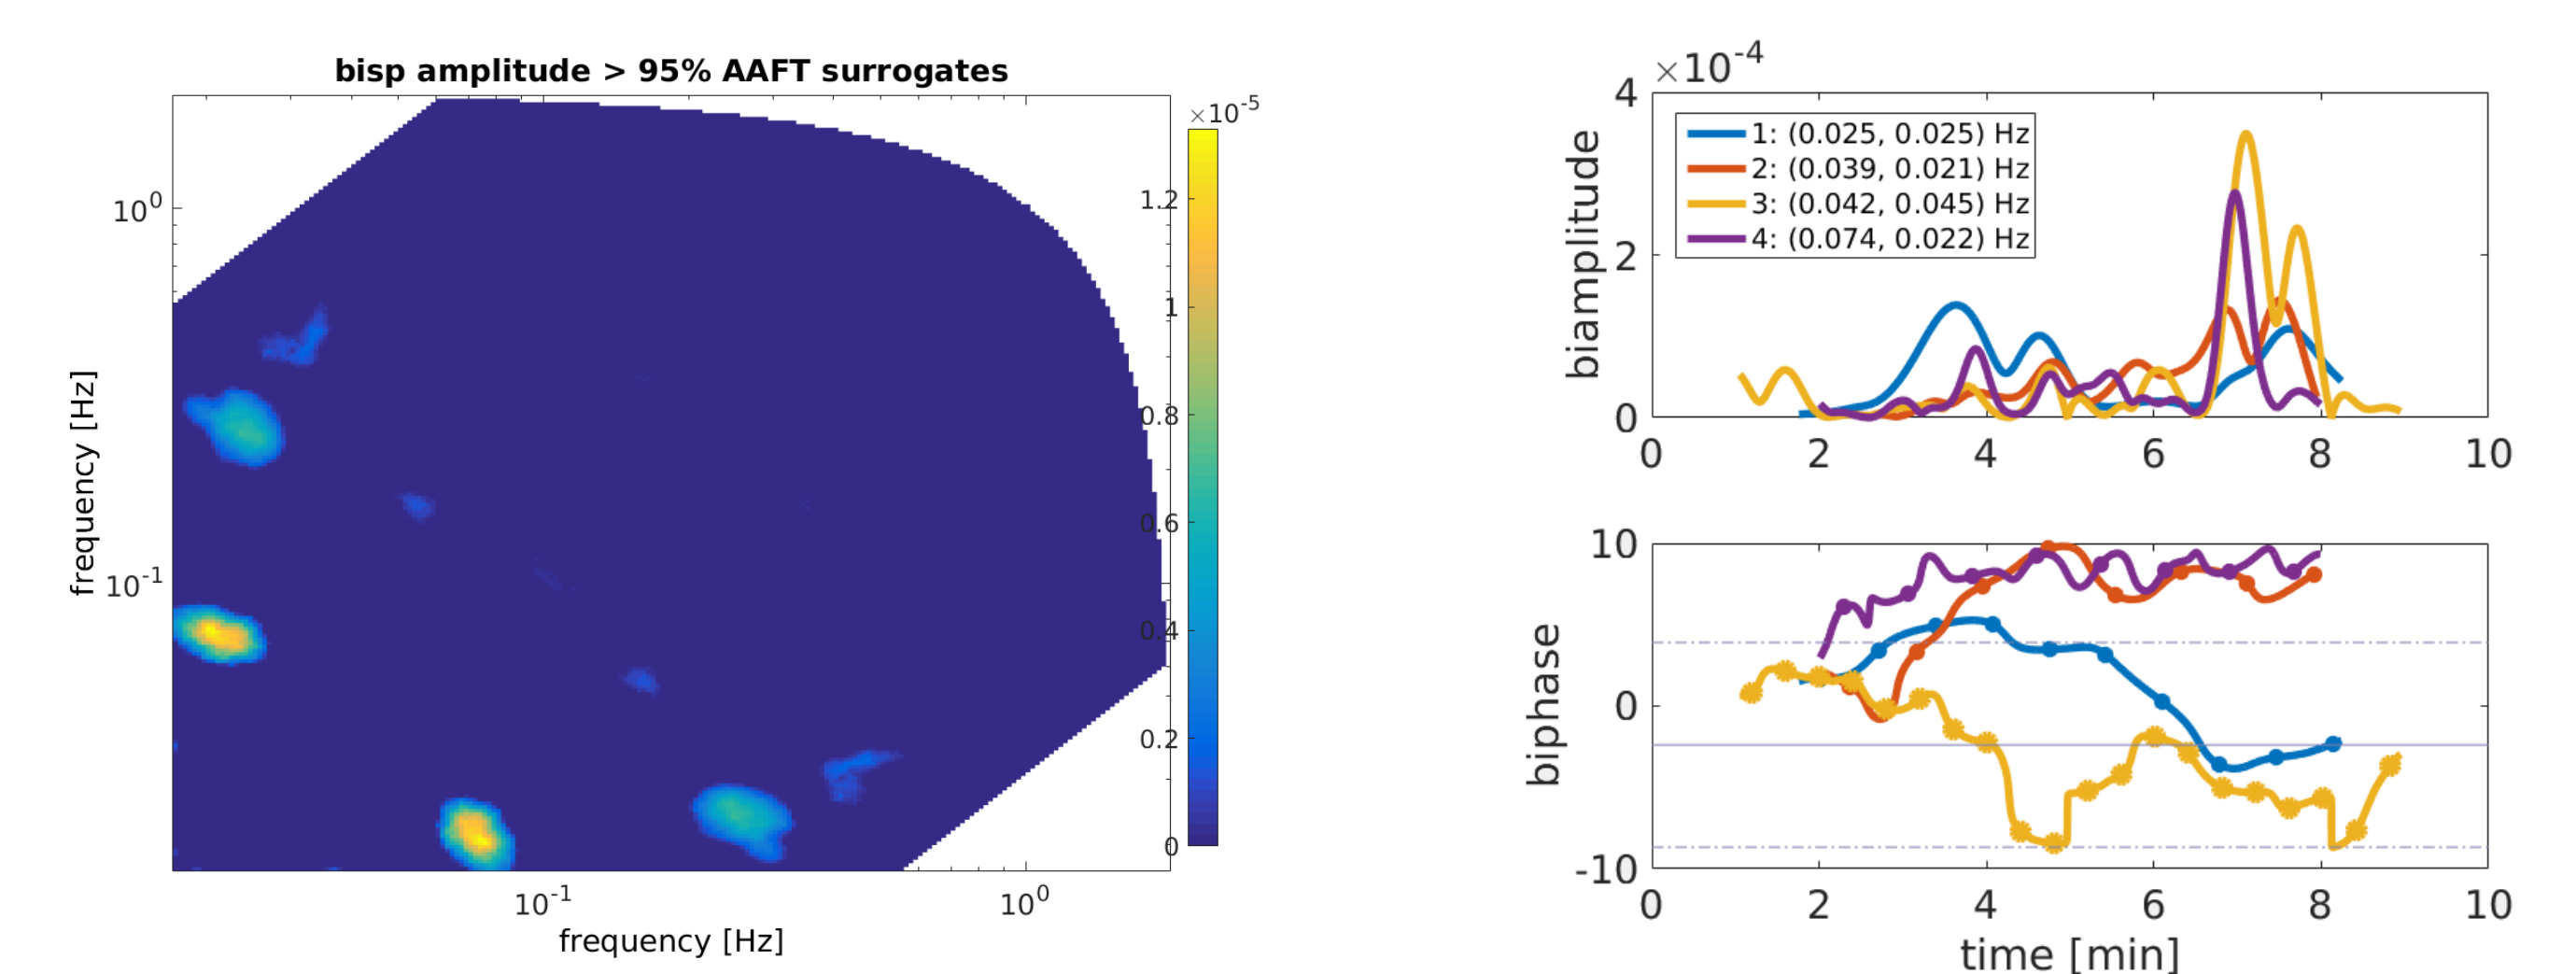 bisp amplitude > 95% AAFT surrogates
×10^-5
1.2
1
0.8
0.6
0.4
0.2
0
10^0
10^-1
frequency [Hz]
10^-1 10^0
frequency [Hz]
×10^-4
4
2
0
biamplitude
1: (0.025, 0.025) Hz
2: (0.039, 0.021) Hz
3: (0.042, 0.045) Hz
4: (0.074, 0.022) Hz
0 2 4 6 8 10
10
0
-10
biphase
0 2 4 6 8 10
time [min]